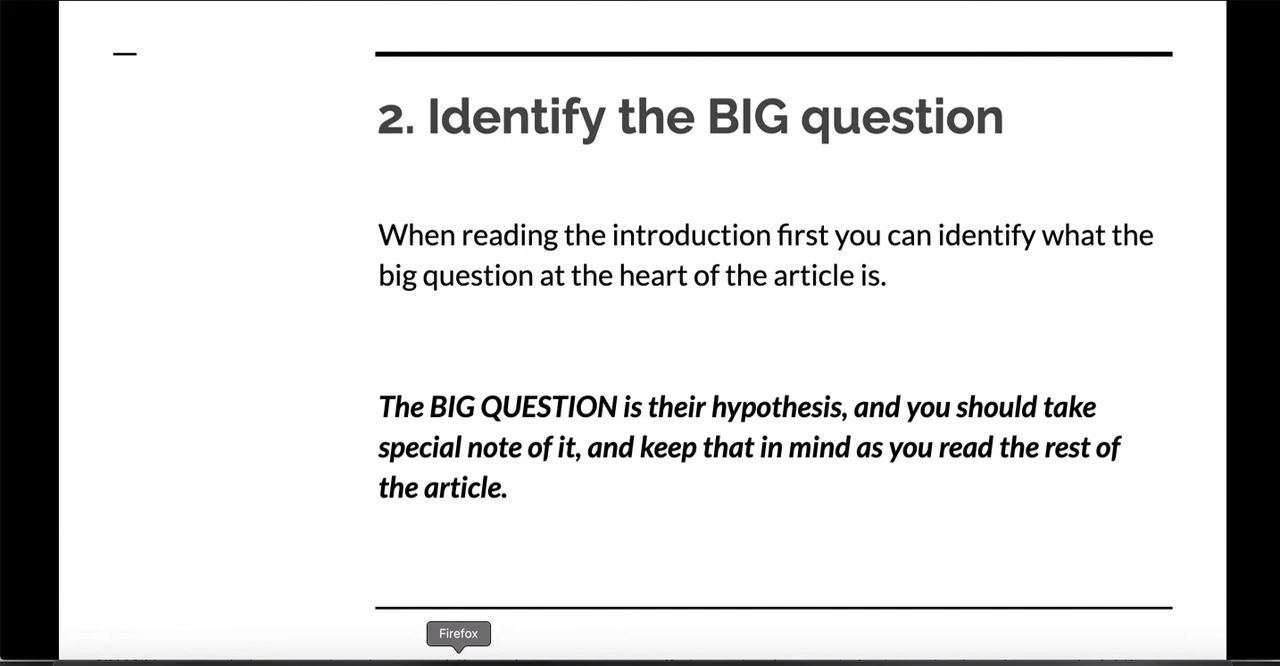 2. Identify the BIG question
When reading the introduction first you can identify what the
big question at the heart of the article is.
The BIG QUESTION is their hypothesis, and you should take
special note of it, and keep that in mind as you read the rest of
the article.
Firefox